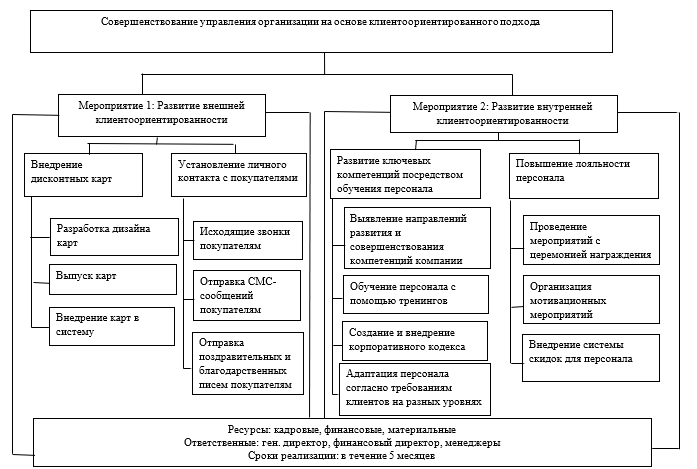 Совершенствование управления организации на основе клиентоориентированного подхода
Мероприятие 1: Развитие внешней
клиентоориентированности
Мероприятие 2: Развитие внутренней
клиентоориентированности
Внедрение
дисконтных карт
Установление личного
контакта с покупателями
Развитие ключевых
компетенций посредством
обучения персонала
Повышение лояльности
персонала
Разработка дизайна
карт
Выпуск карт
Внедрение карт в
систему
Исходящие звонки
покупателям
Отправка СМС-
сообщений
покупателям
Отправка
поздравительных и
благодарственных
писем покупателям
Выявление направлений
развития и
совершенствования
компетенций компании
Обучение персонала с
помощью тренингов
Создание и внедрение
корпоративного кодекса
Адаптация персонала
согласно требованиям
клиентов на разных уровнях
Проведение
мероприятий с
церемонией награждения
Организация
мотивационных
мероприятий
Внедрение системы
скидок для персонала
Ресурсы: кадровые, финансовые, материальные
Ответственные: ген. директор, финансовый директор, менеджеры
Сроки реализации: в течение 5 месяцев